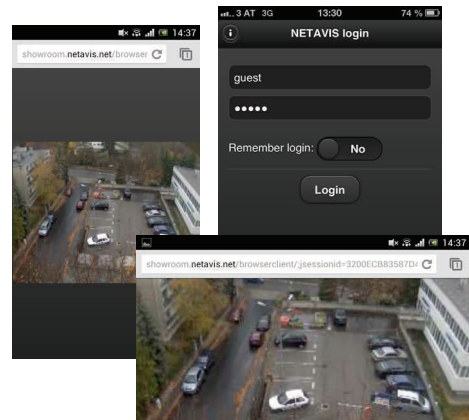 14:37
showroom.netavis.net/browser
3 AT 3G 13:30 74 %
NETAVIS login
guest
•••••
Remember login: No
Login
14:37
showroom.netavis.net/browserclient/;jsessionid=3200ECB83587D4